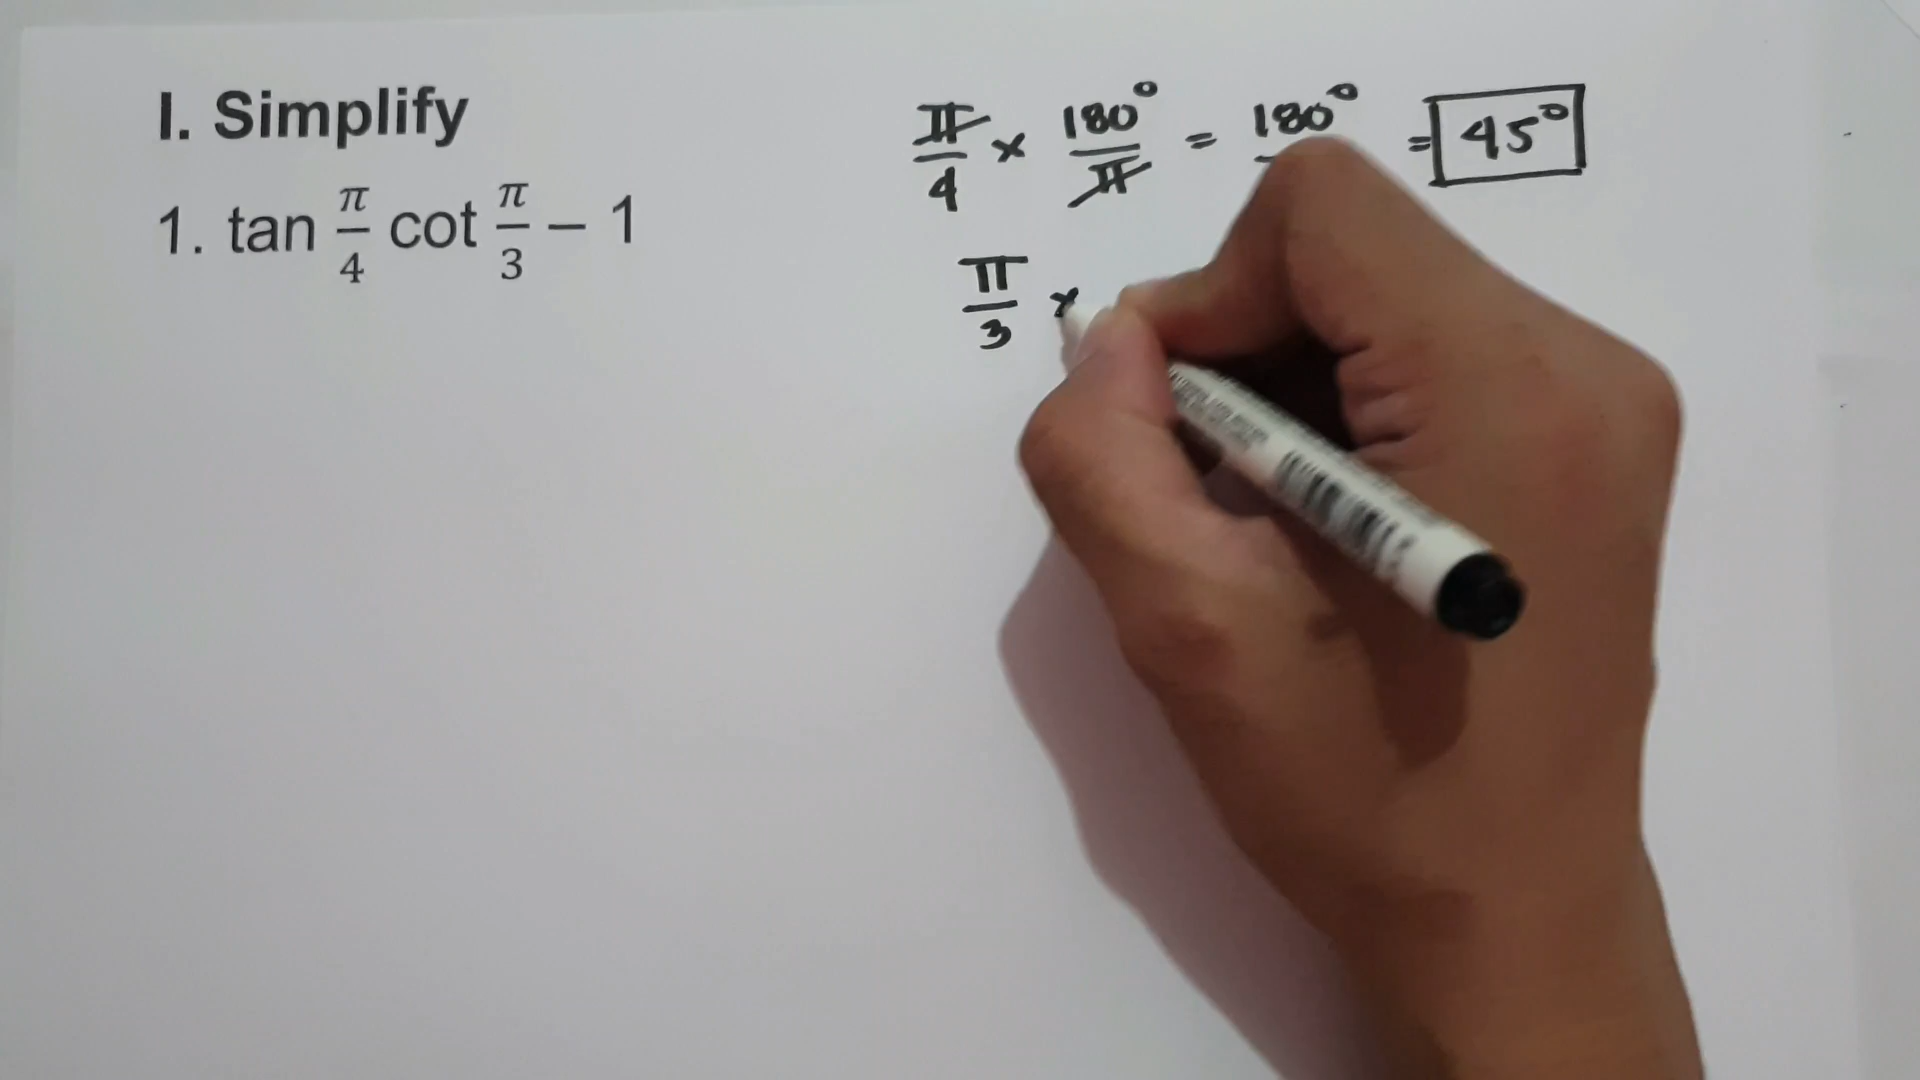 I. Simplify
1. tan π/4 cot π/3 − 1
π/4 × 180°/π = 180° = 45°
π/3 ×